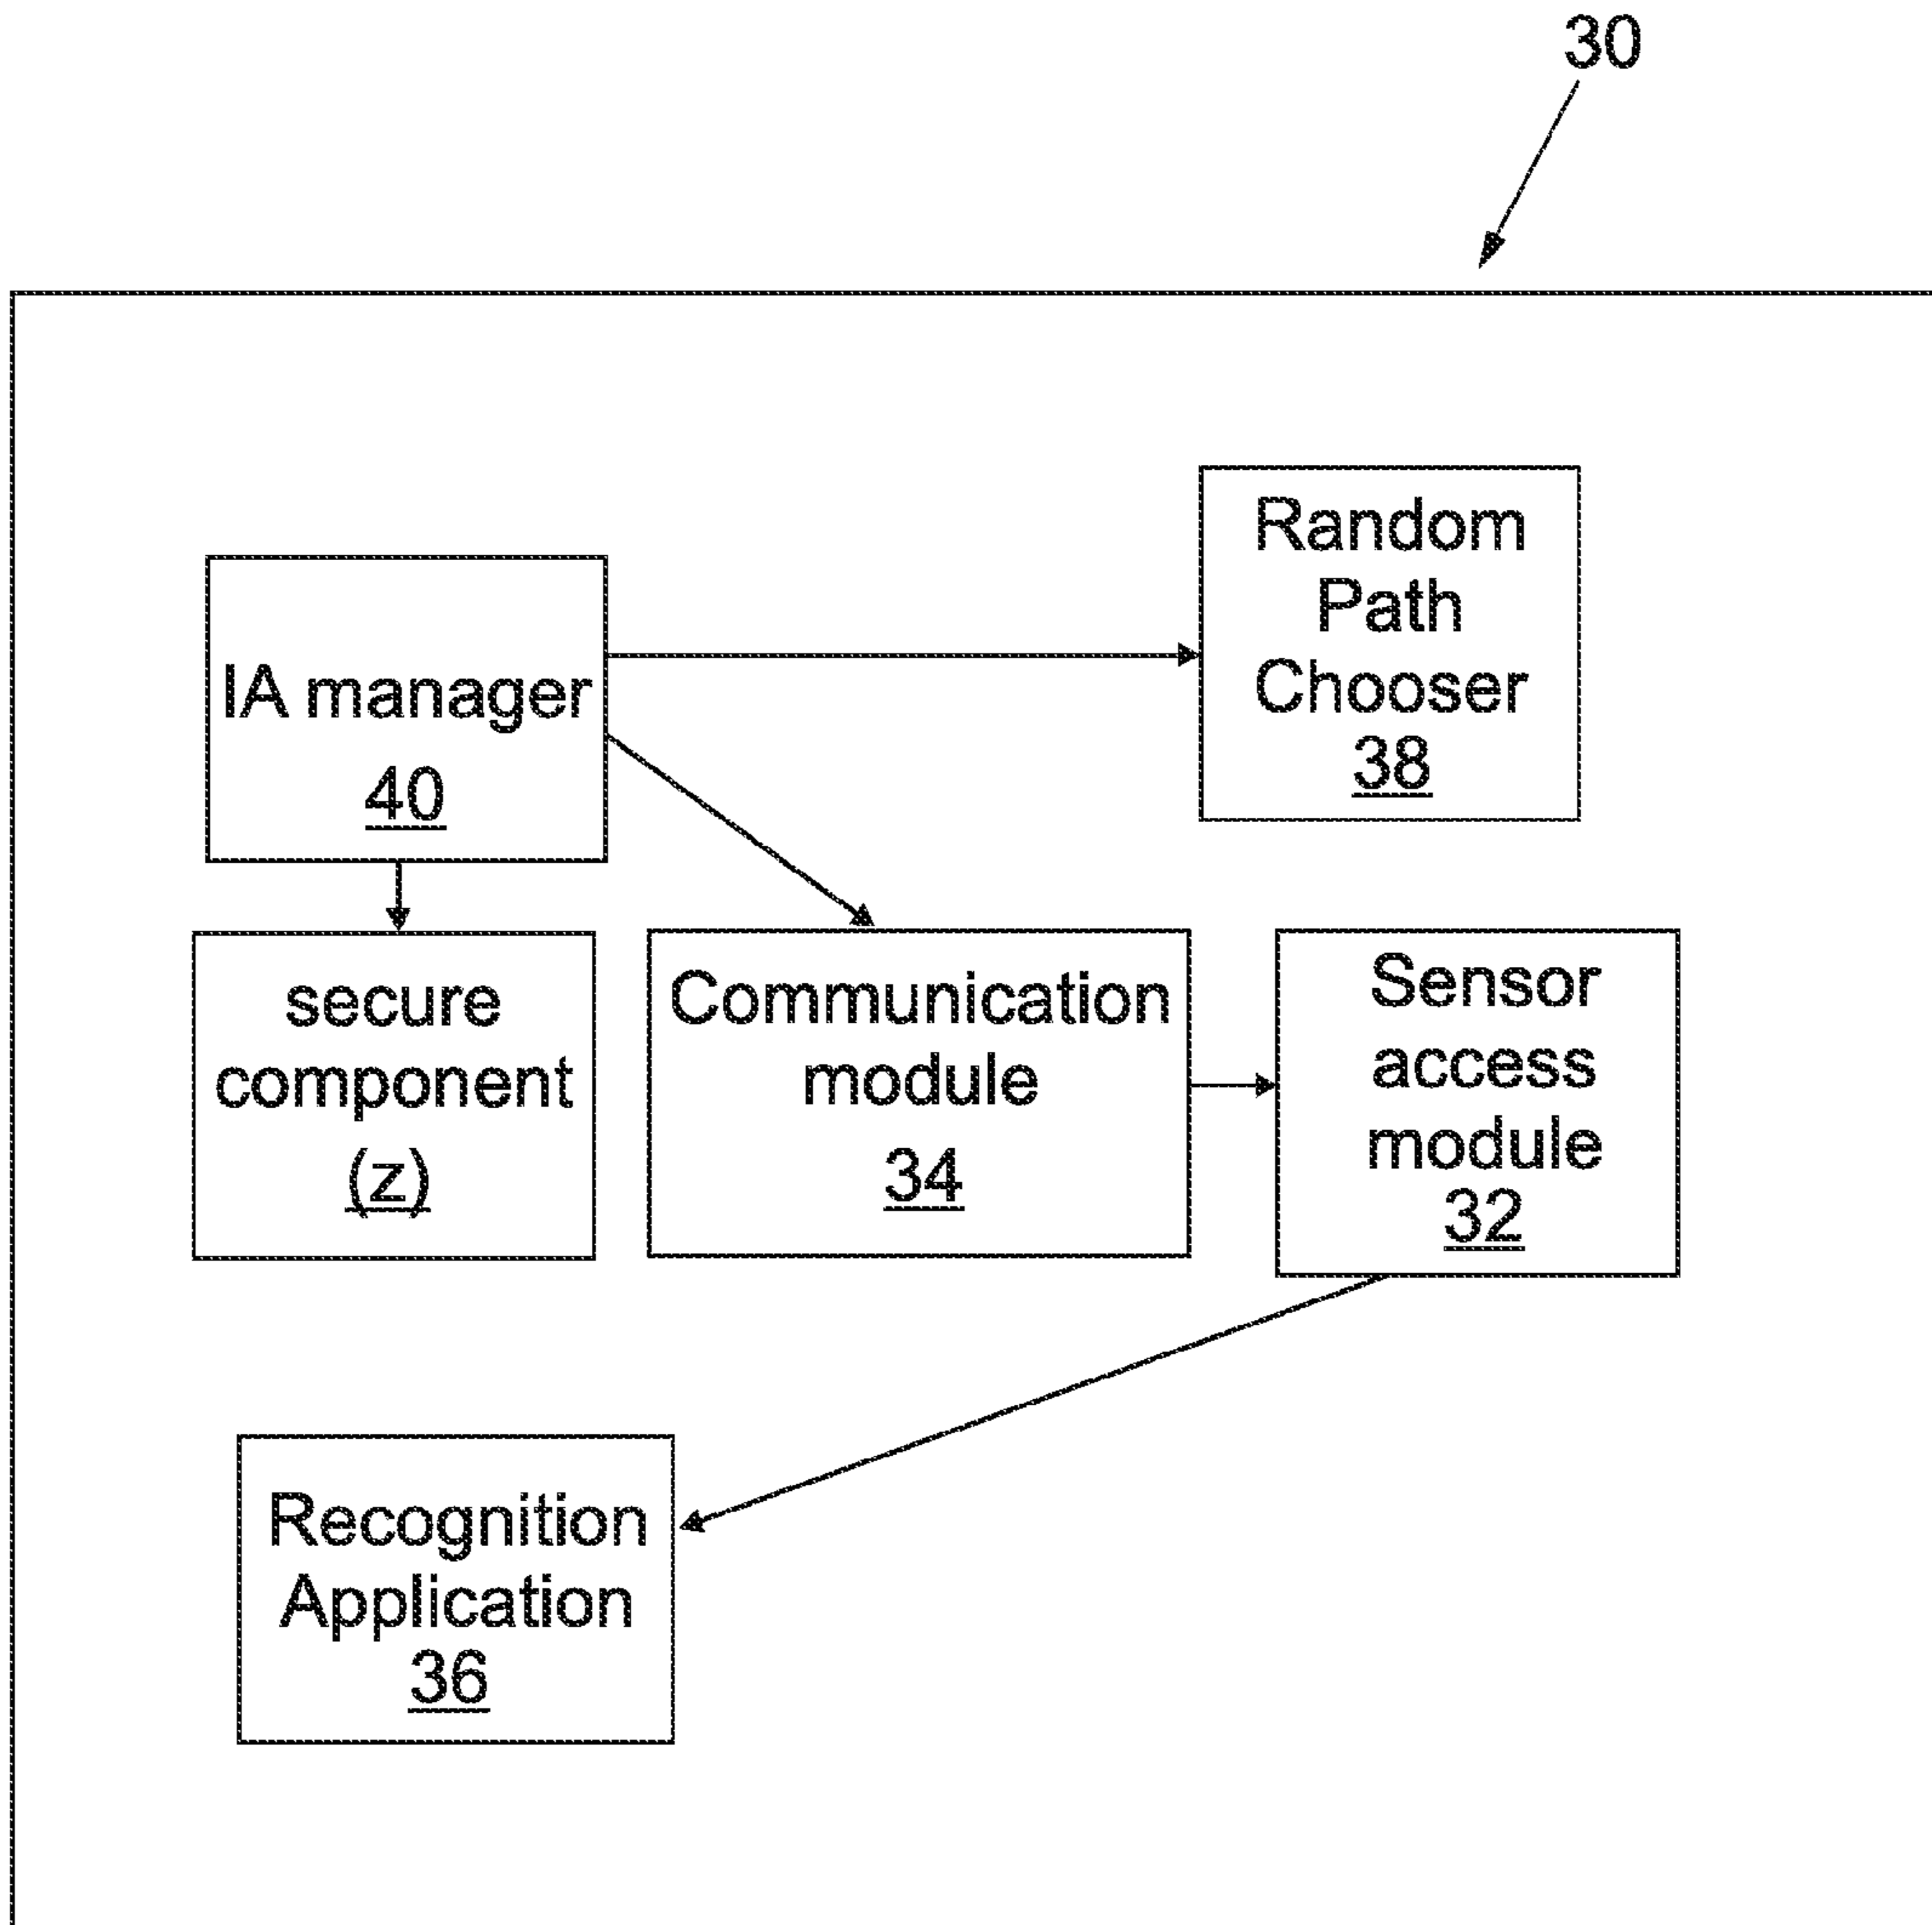 30
Random
Path
Chooser
38
IA manager
40
secure
component
(z)
Communication
module
34
Sensor
access
module
32
Recognition
Application
36